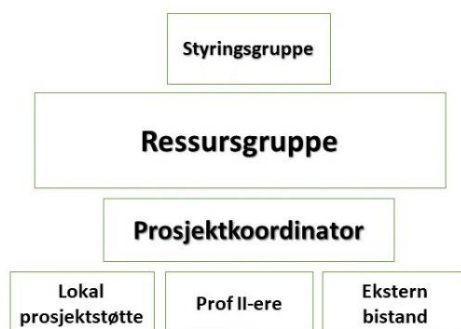 Styringsgruppe
Ressursgruppe
Prosjektkoordinator
Lokal
prosjektstøtte
Prof II-ere
Ekstern
bistand